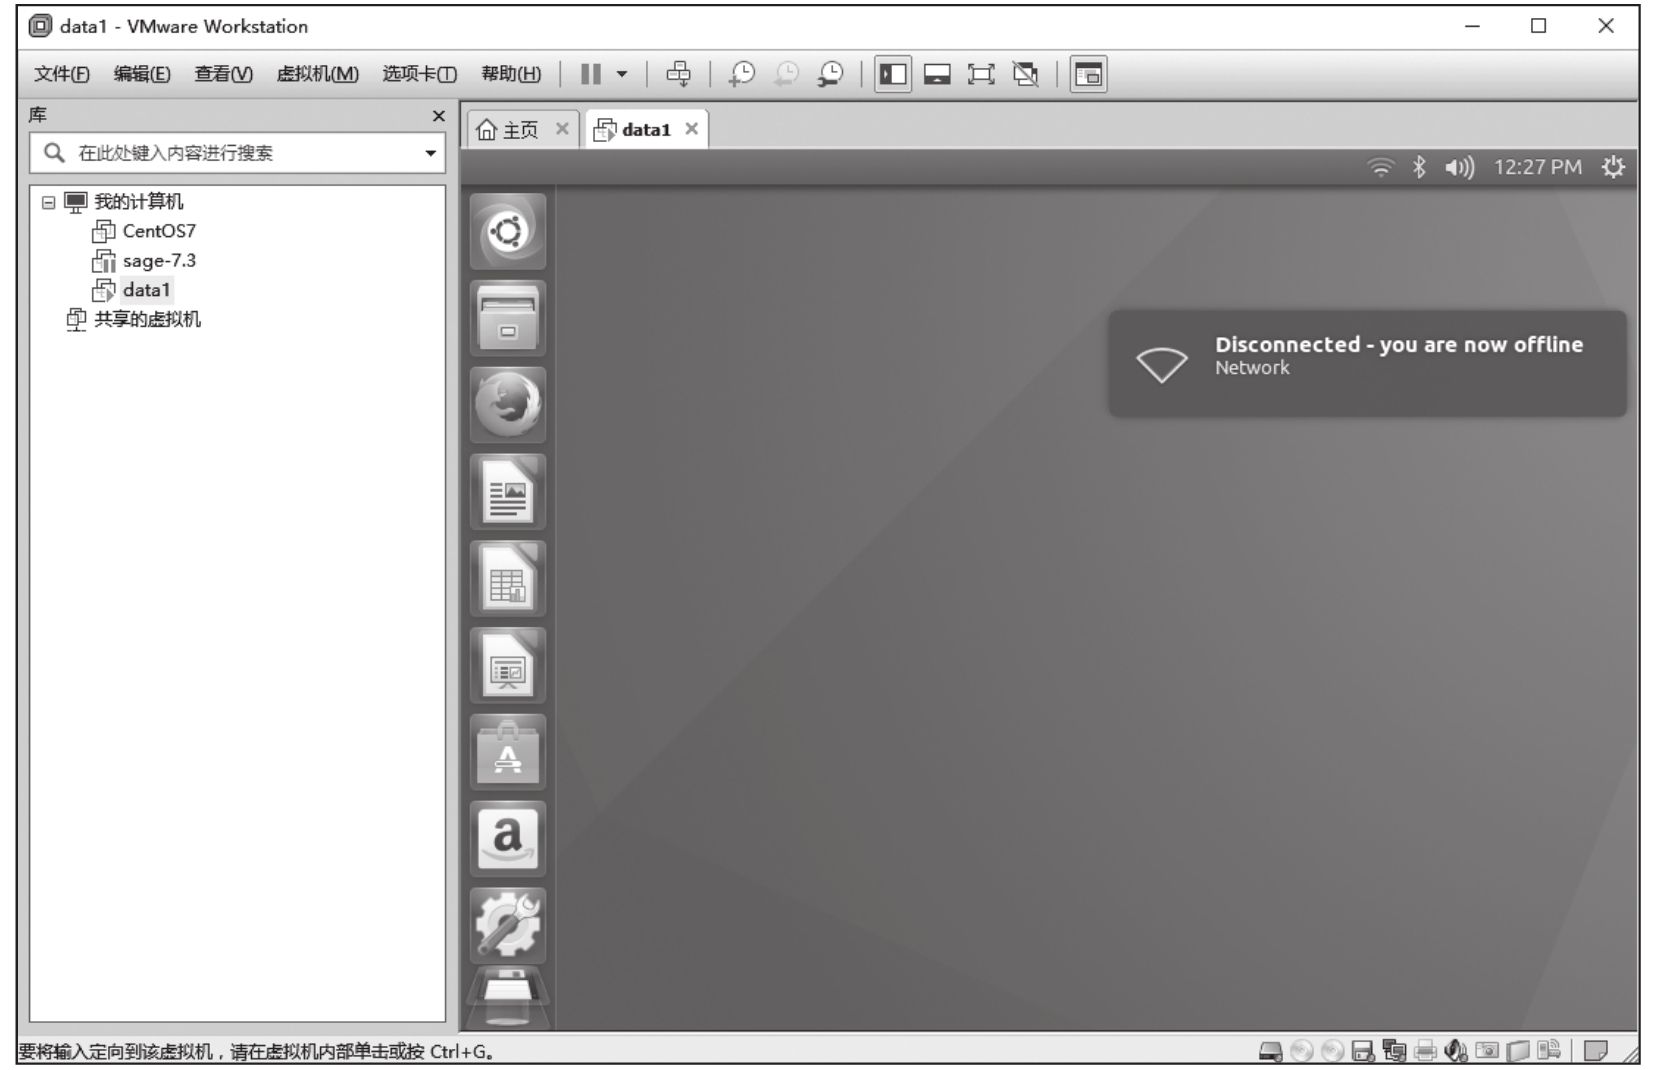 data1 - VMware Workstation
文件(F) 编辑(E) 查看(V) 虚拟机(M) 选项卡(T) 帮助(H)
库
在此处键入内容进行搜索
我的计算机
CentOS7
sage-7.3
data1
共享的虚拟机
主页 data1
12:27 PM
Disconnected - you are now offline
Network
a
要将输入定向到该虚拟机，请在虚拟机内部单击或按 Ctrl+G。